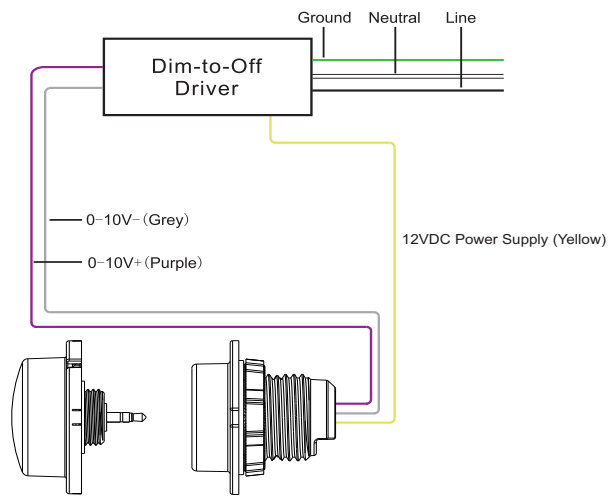 Ground Neutral Line
Dim-to-Off
Driver
0-10V-(Grey)
12VDC Power Supply (Yellow)
0-10V+(Purple)